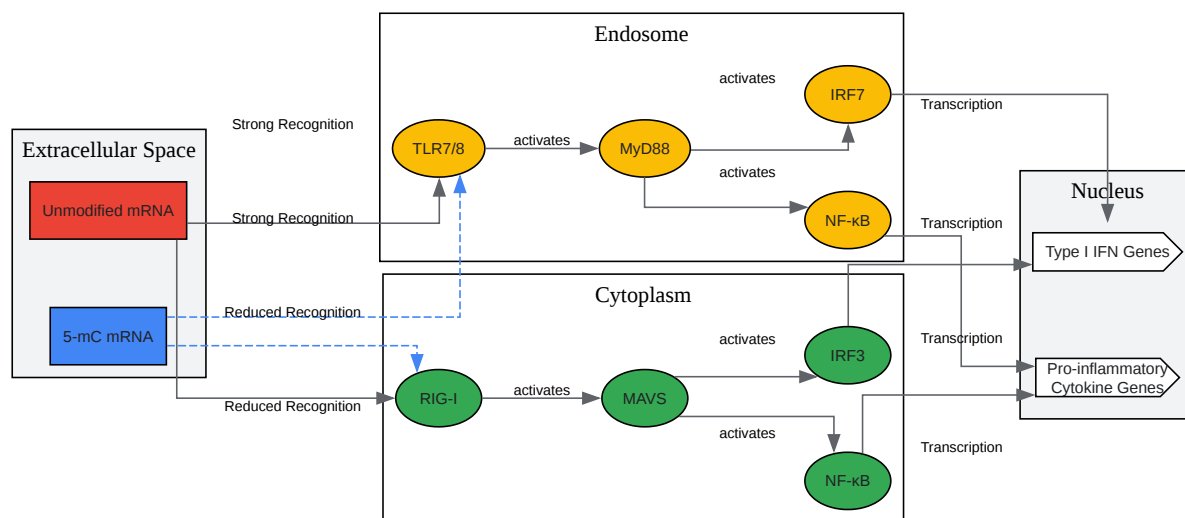 Endosome
activates
IRF7
Transcription
Strong Recognition
Extracellular Space
TLR7/8
activates
MyD88
activates
Nucleus
Unmodified mRNA
Strong Recognition
NF-κB
Transcription
Type I IFN Genes
Cytoplasm
Reduced Recognition
5-mC mRNA
activates
IRF3
Transcription
Pro-inflammatory
Cytokine Genes
RIG-I
activates
MAVS
Reduced Recognition
activates
Transcription
NF-κB